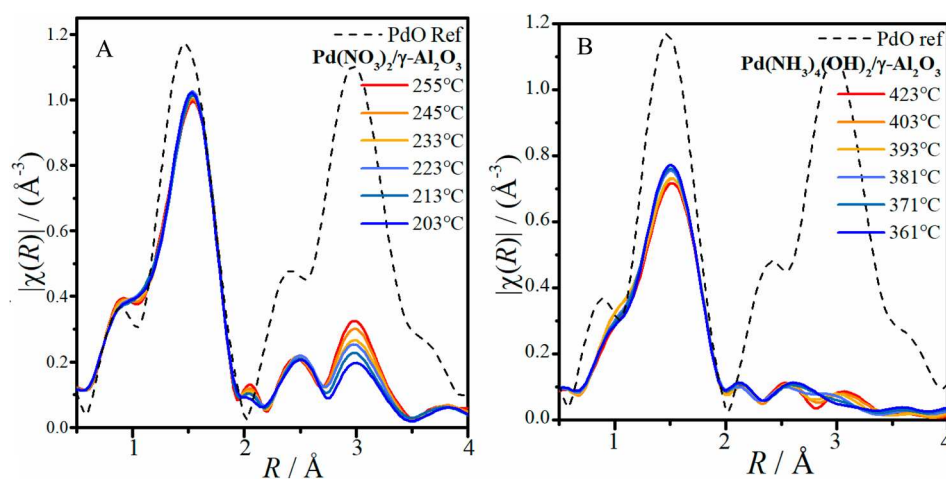 A
PdO Ref
Pd(NO₃)₂/γ-Al₂O₃
255°C
245°C
233°C
223°C
213°C
203°C
|χ(R)| / (Å⁻³)
1.2
1.0
0.8
0.6
0.4
0.2
0.0
1 2 3 4
R / Å
B
PdO ref
Pd(NH₃)₄(OH)₂/γ-Al₂O₃
423°C
403°C
393°C
381°C
371°C
361°C
|χ(R)| / (Å⁻³)
1.2
1.0
0.8
0.6
0.4
0.2
0.0
1 2 3 4
R / Å